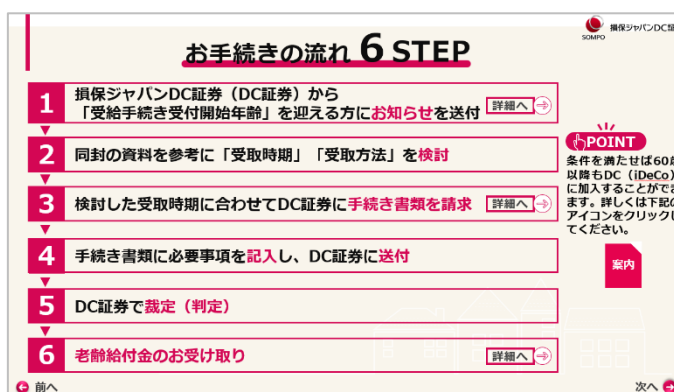 SOMPO
損保ジャパンDC証
お手続きの流れ 6 STEP
1
損保ジャパンDC証券（DC証券）から
「受給手続き受付開始年齢」を迎える方にお知らせを送付
詳細へ
2
同封の資料を参考に「受取時期」「受取方法」を検討
3
検討した受取時期に合わせてDC証券に手続き書類を請求
詳細へ
4
手続き書類に必要事項を記入し、DC証券に送付
5
DC証券で裁定（判定）
6
老齢給付金のお受け取り
詳細へ
POINT
条件を満たせば60歳
以降もDC（iDeCo）
に加入することができ
ます。詳しくは下記の
アイコンをクリックし
てください。
案内
前へ
次へ